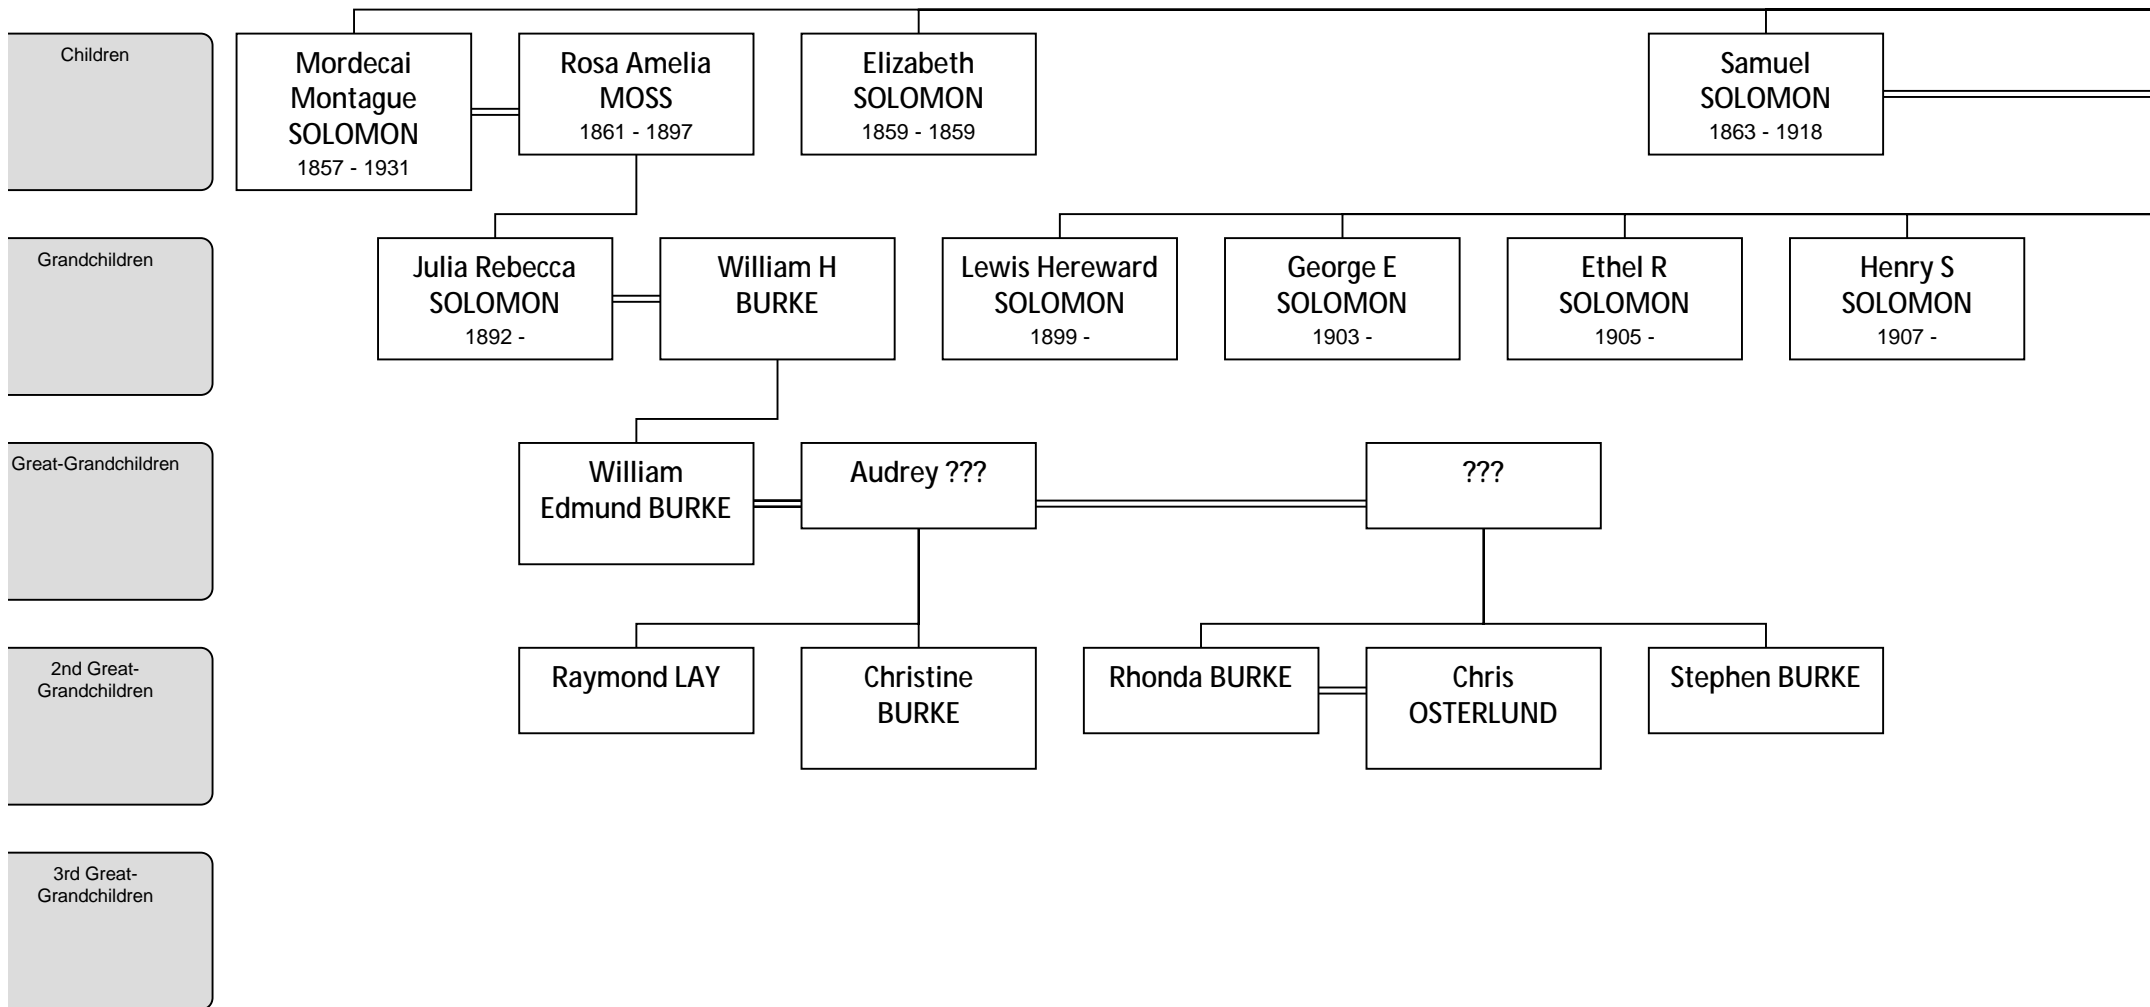 Children
Mordecai
Montague
SOLOMON
1857 - 1931
Rosa Amelia
MOSS
1861 - 1897
Elizabeth
SOLOMON
1859 - 1859
Samuel
SOLOMON
1863 - 1918
Grandchildren
Julia Rebecca
SOLOMON
1892 -
William H
BURKE
Lewis Hereward
SOLOMON
1899 -
George E
SOLOMON
1903 -
Ethel R
SOLOMON
1905 -
Henry S
SOLOMON
1907 -
Great-Grandchildren
William
Edmund BURKE
Audrey ???
???
2nd Great-
Grandchildren
Raymond LAY
Christine
BURKE
Rhonda BURKE
Chris
OSTERLUND
Stephen BURKE
3rd Great-
Grandchildren